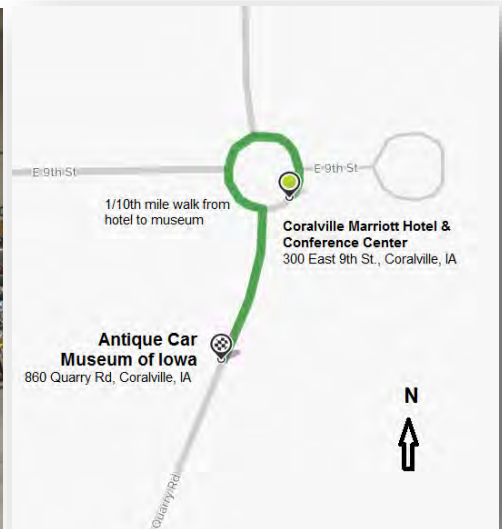 E 9th St
E 9th St
1/10th mile walk from
hotel to museum
Coralville Marriott Hotel &
Conference Center
300 East 9th St., Coralville, IA
Antique Car
Museum of Iowa
860 Quarry Rd, Coralville, IA
N
Quarry Rd